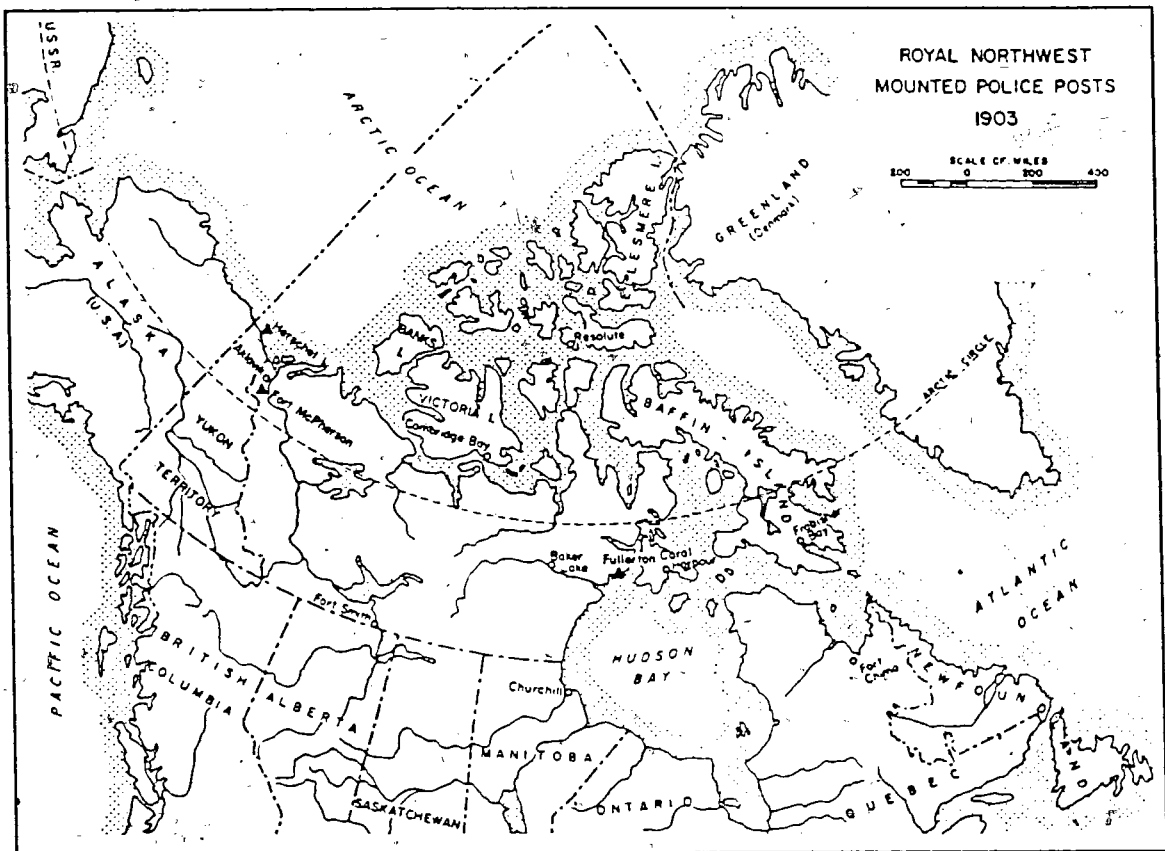 ROYAL NORTHWEST
MOUNTED POLICE POSTS
1903
SCALE OF MILES
200 0 200 400
USSR
ARCTIC OCEAN
GREENLAND
(Denmark)
ELLESMERE I.
ALASKA
(U.S.A.)
Herschel I.
Aklavik
Fort McPherson
BANKS
I.
Resolute
VICTORIA I.
Cambridge Bay
BAFFIN ISLAND
ARCTIC CIRCLE
YUKON
TERRITORY
Frobisher
Bay
Baker
Lake
Fullerton
Coral
Harbour
PACIFIC OCEAN
ATLANTIC
OCEAN
Fort Smith
HUDSON
BAY
Fort
Chimo
NEWFOUNDLAND
BRITISH
COLUMBIA
ALBERTA
Churchill
MANITOBA
SASKATCHEWAN
ONTARIO
QUEBEC